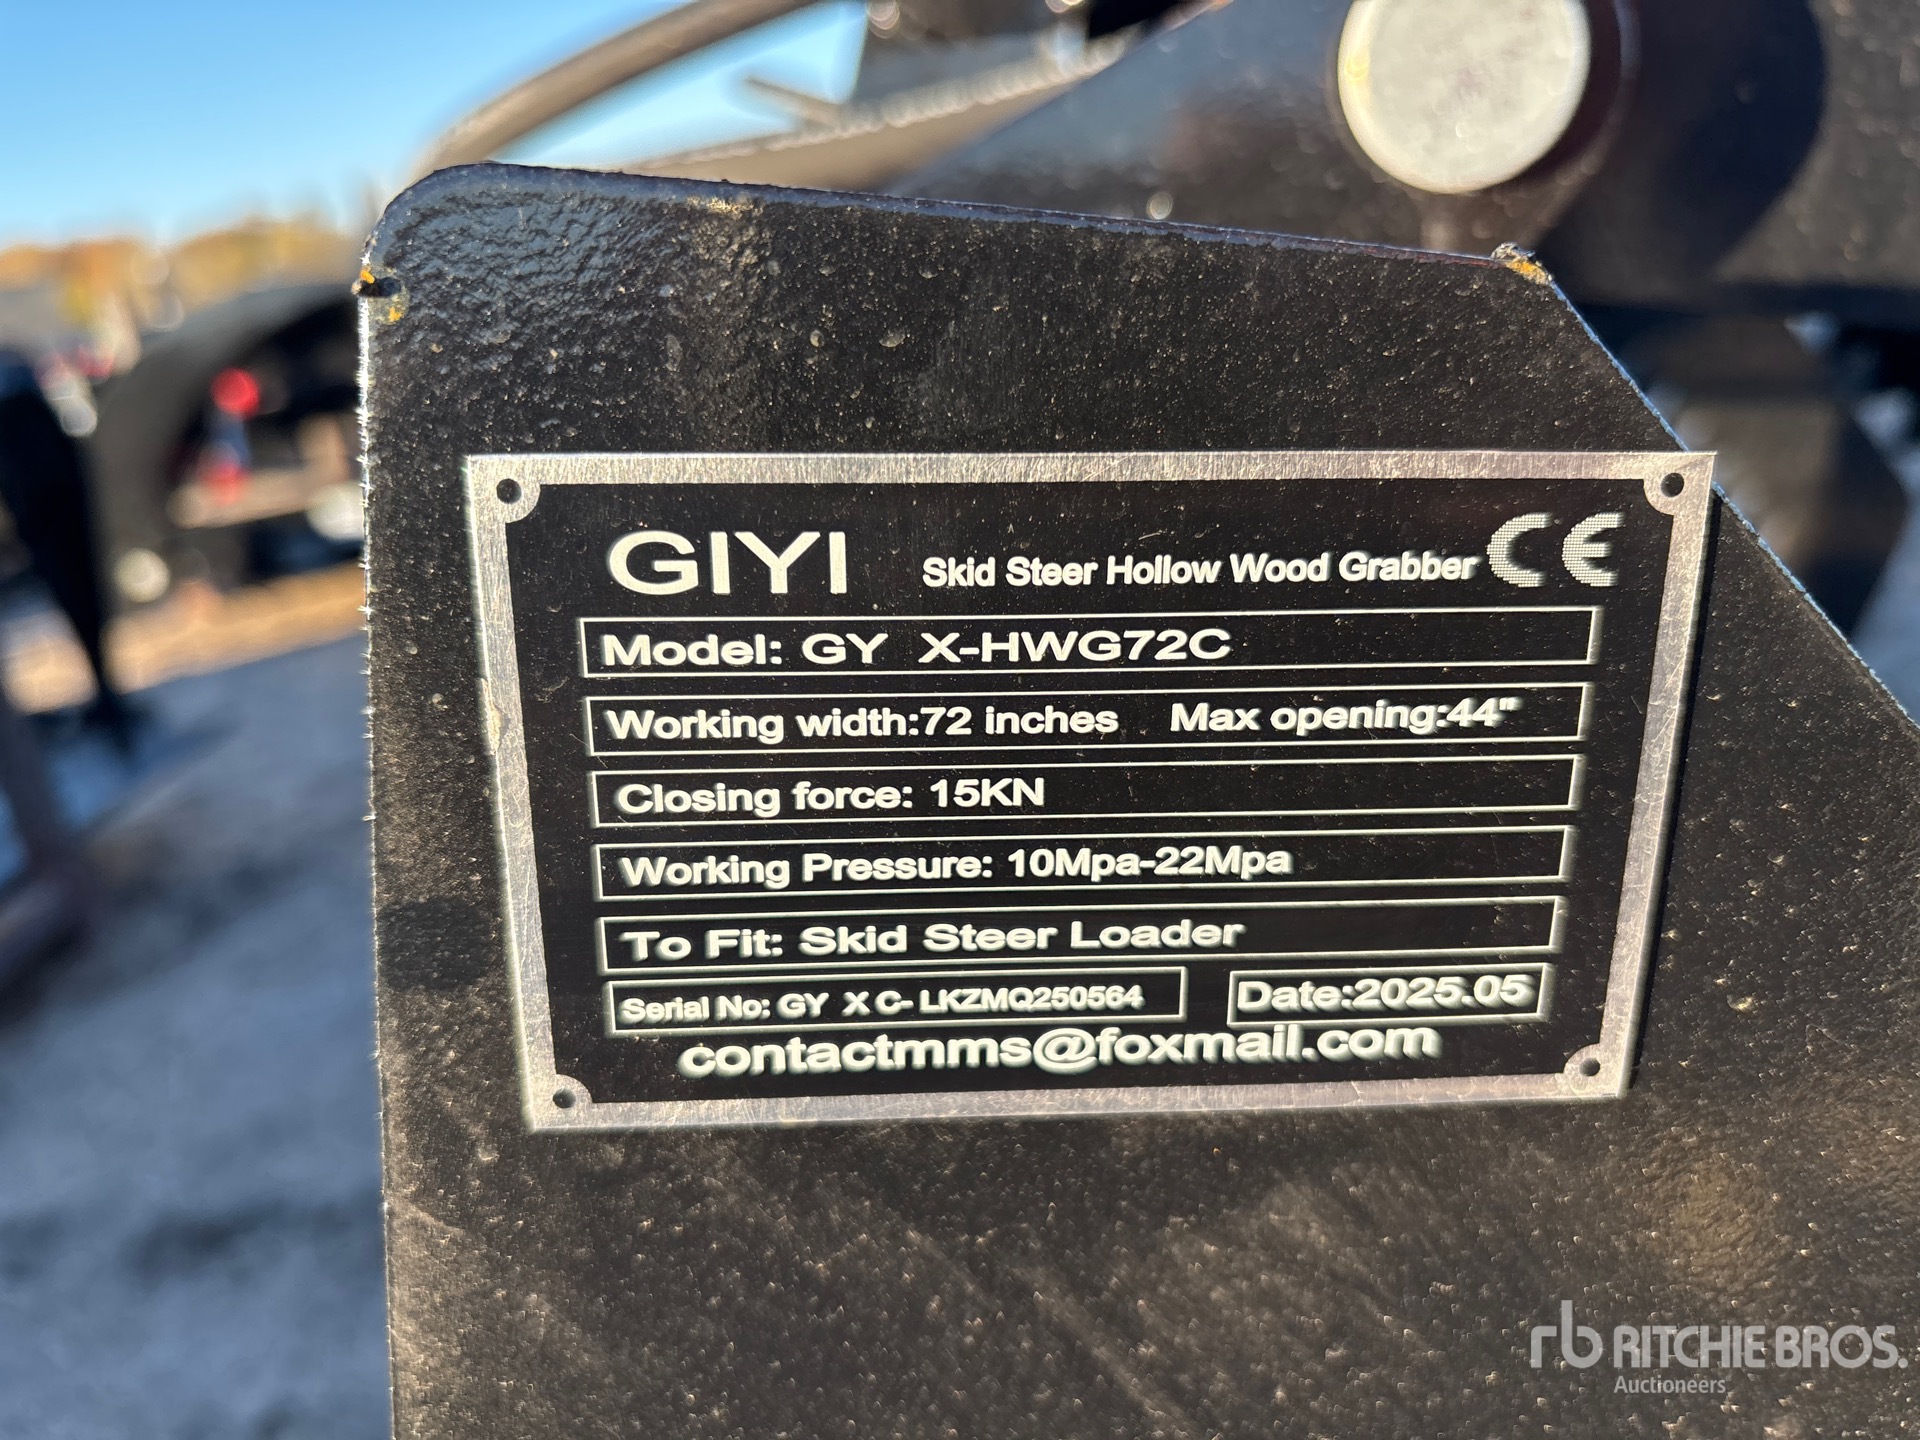 GIYI Skid Steer Hollow Wood Grabber CE
Model: GY X-HWG72C
Working width:72 inches Max opening:44"
Closing force: 15KN
Working Pressure: 10Mpa-22Mpa
To Fit: Skid Steer Loader
Serial No: GY X C- LKZMQ250564 Date:2025.05
contactmms@foxmail.com
rb RITCHIE BROS.
Auctioneers